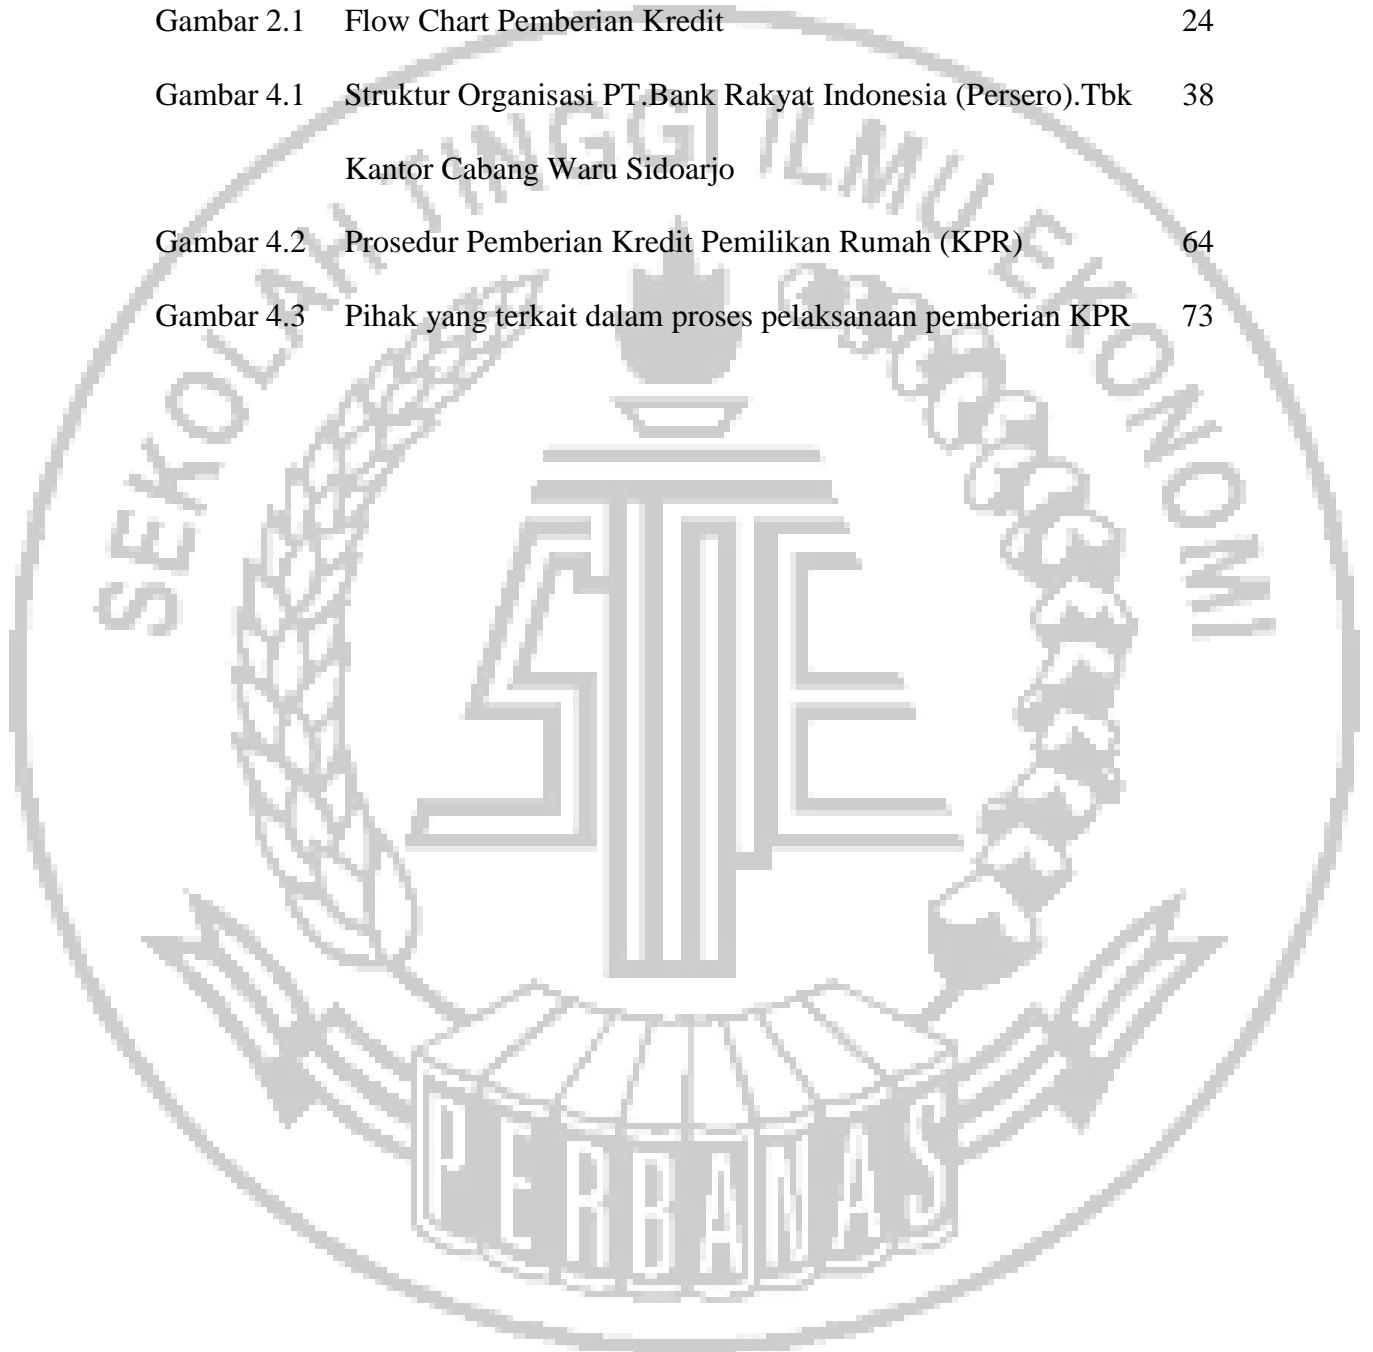 Gambar 2.1 Flow Chart Pemberian Kredit 24
Gambar 4.1 Struktur Organisasi PT.Bank Rakyat Indonesia (Persero).Tbk 38
Kantor Cabang Waru Sidoarjo
Gambar 4.2 Prosedur Pemberian Kredit Pemilikan Rumah (KPR) 64
Gambar 4.3 Pihak yang terkait dalam proses pelaksanaan pemberian KPR 73
SEKOLAH TINGGI ILMU EKONOMI
STIE
PERBANAS